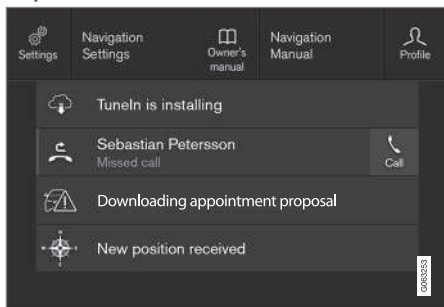 Settings
Navigation
Settings
Owner's
manual
Navigation
Manual
Profile
TuneIn is installing
Sebastian Petersson
Missed call
Call
Downloading appointment proposal
New position received
G063253